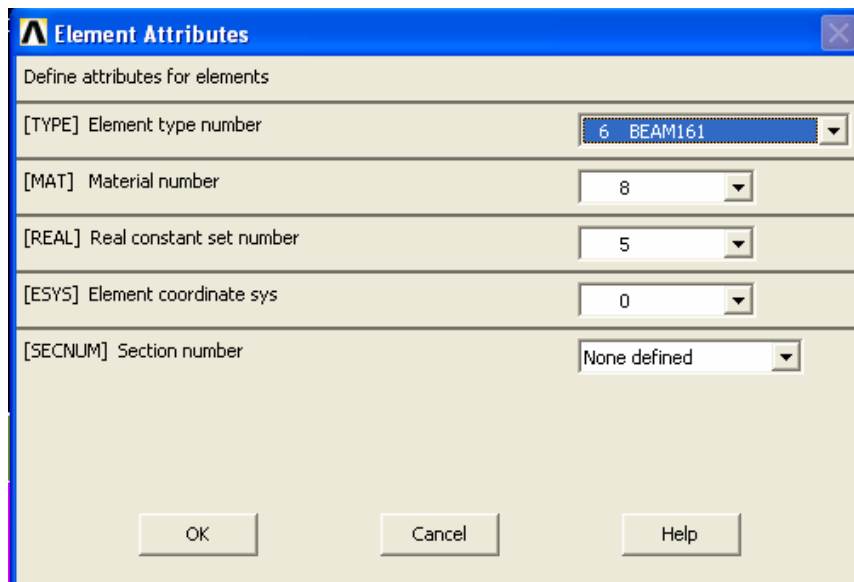 Element Attributes
Define attributes for elements
[TYPE] Element type number 6 BEAM161
[MAT] Material number 8
[REAL] Real constant set number 5
[ESYS] Element coordinate sys 0
[SECNUM] Section number None defined
OK Cancel Help